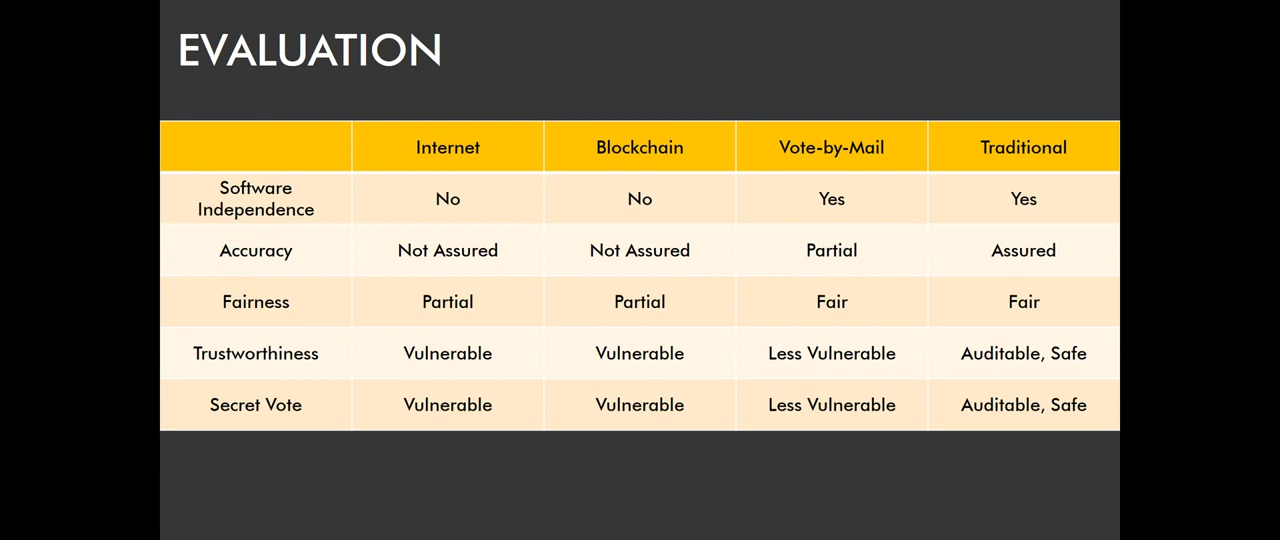 EVALUATION
Internet Blockchain Vote-by-Mail Traditional
Software
Independence No No Yes Yes
Accuracy Not Assured Not Assured Partial Assured
Fairness Partial Partial Fair Fair
Trustworthiness Vulnerable Vulnerable Less Vulnerable Auditable, Safe
Secret Vote Vulnerable Vulnerable Less Vulnerable Auditable, Safe